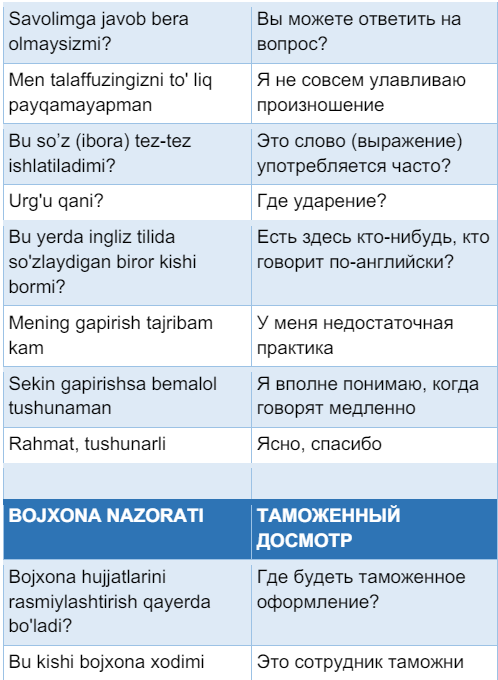 Savolimga javob bera
olmaysizmi?
Вы можете ответить на
вопрос?
Men talaffuzingizni to' liq
payqamayapman
Я не совсем улавливаю
произношение
Bu so’z (ibora) tez-tez
ishlatiladimi?
Это слово (выражение)
употребляется часто?
Urg'u qani?
Где ударение?
Bu yerda ingliz tilida
so'zlaydigan biror kishi
bormi?
Есть здесь кто-нибудь, кто
говорит по-английски?
Mening gapirish tajribam
kam
У меня недостаточная
практика
Sekin gapirishsa bemalol
tushunaman
Я вполне понимаю, когда
говорят медленно
Rahmat, tushunarli
Ясно, спасибо
BOJXONA NAZORATI
ТАМОЖЕННЫЙ
ДОСМОТР
Bojxona hujjatlarini
rasmiylashtirish qayerda
bo'ladi?
Где будеть таможенное
оформление?
Bu kishi bojxona xodimi
Это сотрудник таможни